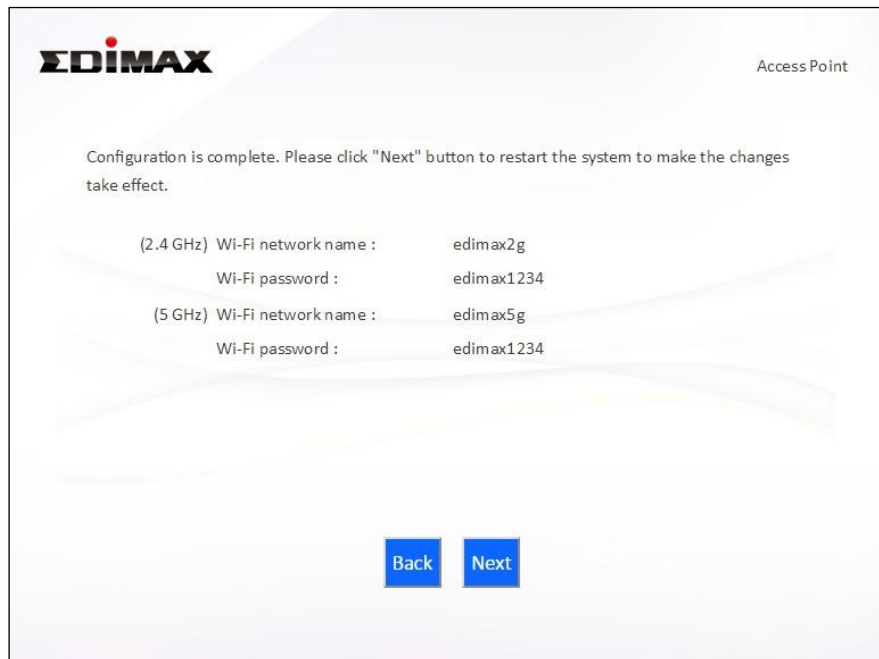 EDIMAX
Access Point
Configuration is complete. Please click "Next" button to restart the system to make the changes
take effect.
(2.4 GHz) Wi-Fi network name : edimax2g
Wi-Fi password : edimax1234
(5 GHz) Wi-Fi network name : edimax5g
Wi-Fi password : edimax1234
Back Next